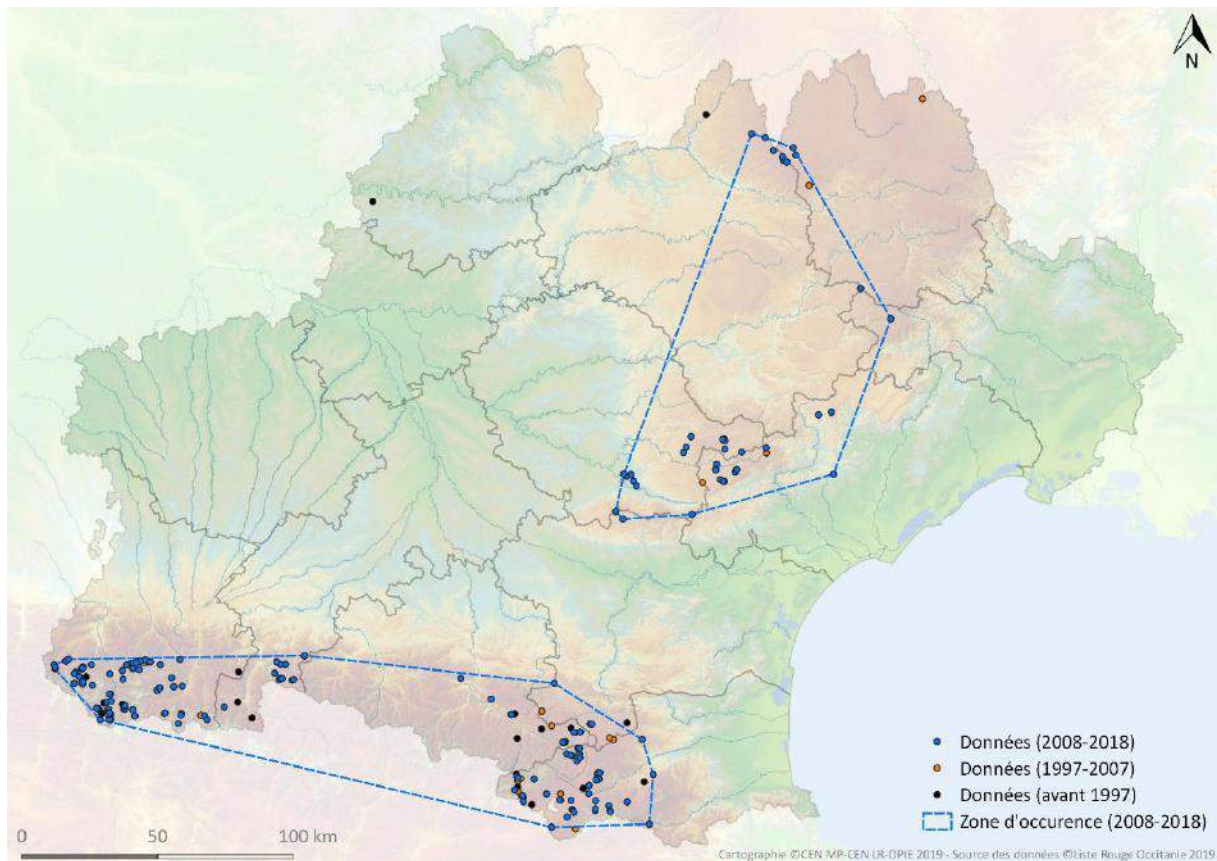 N
Données (2008-2018)
Données (1997-2007)
Données (avant 1997)
Zone d'occurence (2008-2018)
0 50 100 km
Cartographie ©CEN MP-CEN LR-OPIE 2019 - Source des données ©Liste Rouge Occitanie 2019